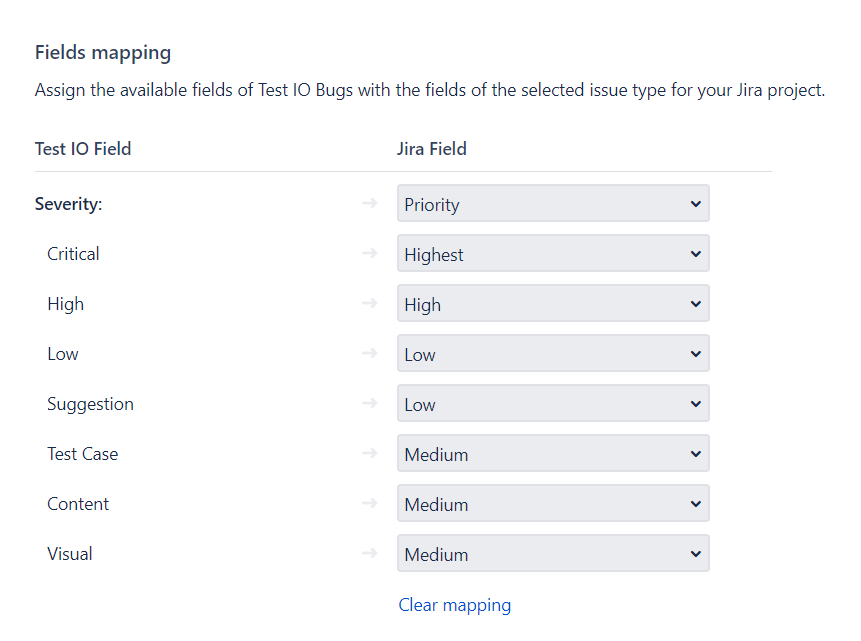 Fields mapping
Assign the available fields of Test IO Bugs with the fields of the selected issue type for your Jira project.
Test IO Field Jira Field
Severity: → Priority
Critical → Highest
High → High
Low → Low
Suggestion → Low
Test Case → Medium
Content → Medium
Visual → Medium
Clear mapping